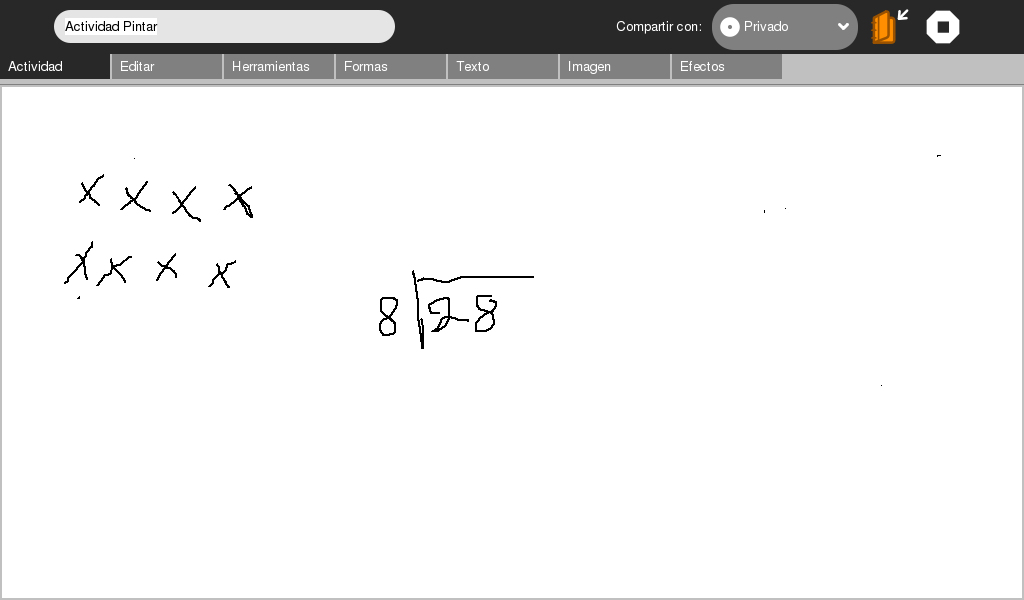 Actividad Pintar Compartir con: Privado
Actividad Editar Herramientas Formas Texto Imagen Efectos
x x x x
x x x x
8 28